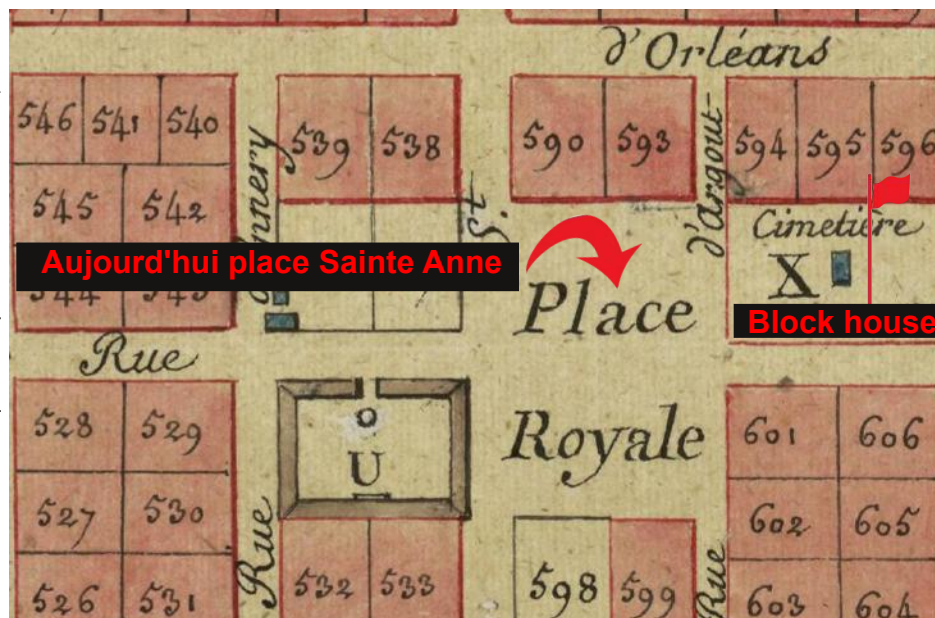 d'Orléans
546 541 540
539 538
590 593
594 595 596
545 542
d'Argout
Cimetière
X
St.
Aujourd'hui place Sainte Anne
Place
Block house
Rue
528 529
O
U
Royale
601 606
527 530
602 605
Rue
532 533
598 599
Rue
526 531
603 604